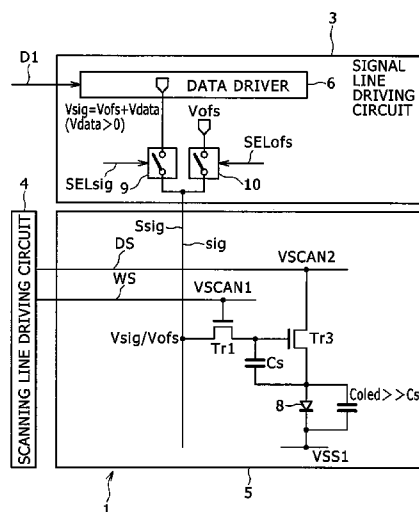 3
D1
SIGNAL
LINE
DRIVING
CIRCUIT
DATA DRIVER
6
Vsig=Vofs+Vdata
(Vdata>0)
Vofs
SELofs
SELsig
9
10
4
SCANNING LINE DRIVING CIRCUIT
Ssig
sig
DS
VSCAN2
WS
VSCAN1
Vsig/Vofs
Tr1
Tr3
Cs
8
Coled>>Cs
VSS1
1
5